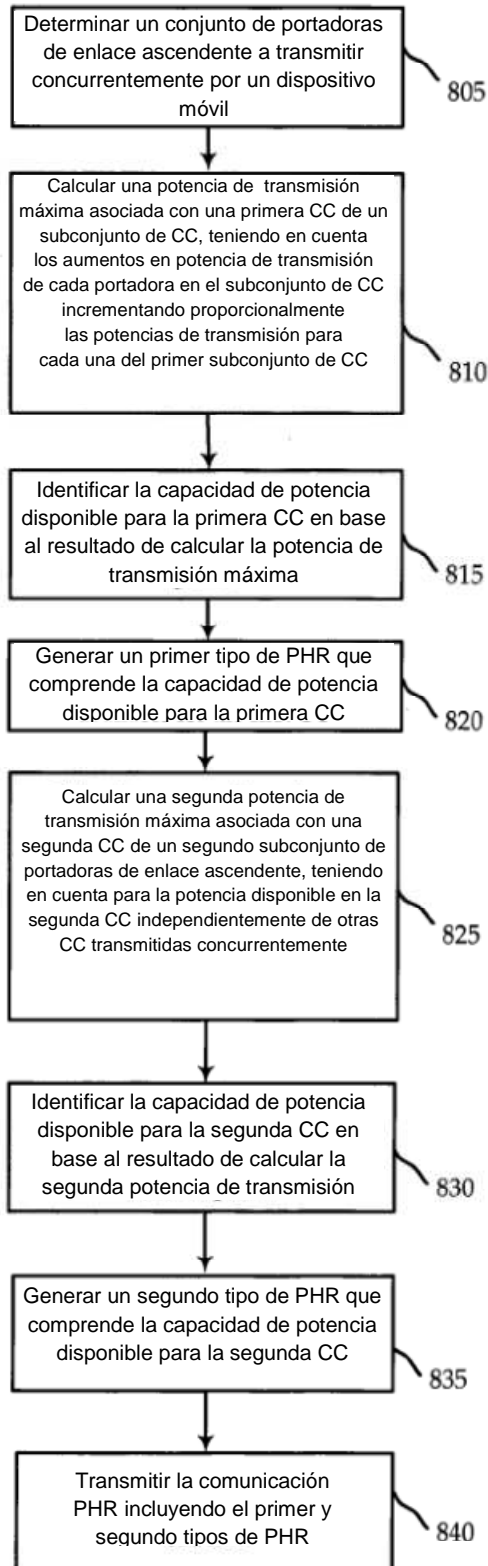 Determinar un conjunto de portadoras
de enlace ascendente a transmitir
concurrentemente por un dispositivo
móvil
805
Calcular una potencia de transmisión
máxima asociada con una primera CC de un
subconjunto de CC, teniendo en cuenta
los aumentos en potencia de transmisión
de cada portadora en el subconjunto de CC
incrementando proporcionalmente
las potencias de transmisión para
cada una del primer subconjunto de CC
810
Identificar la capacidad de potencia
disponible para la primera CC en base
al resultado de calcular la potencia de
transmisión máxima
815
Generar un primer tipo de PHR que
comprende la capacidad de potencia
disponible para la primera CC
820
Calcular una segunda potencia de
transmisión máxima asociada con una
segunda CC de un segundo subconjunto de
portadoras de enlace ascendente, teniendo
en cuenta para la potencia disponible en la
segunda CC independientemente de otras
CC transmitidas concurrentemente
825
Identificar la capacidad de potencia
disponible para la segunda CC en
base al resultado de calcular la
segunda potencia de transmisión
830
Generar un segundo tipo de PHR que
comprende la capacidad de potencia
disponible para la segunda CC
835
Transmitir la comunicación
PHR incluyendo el primer y
segundo tipos de PHR
840